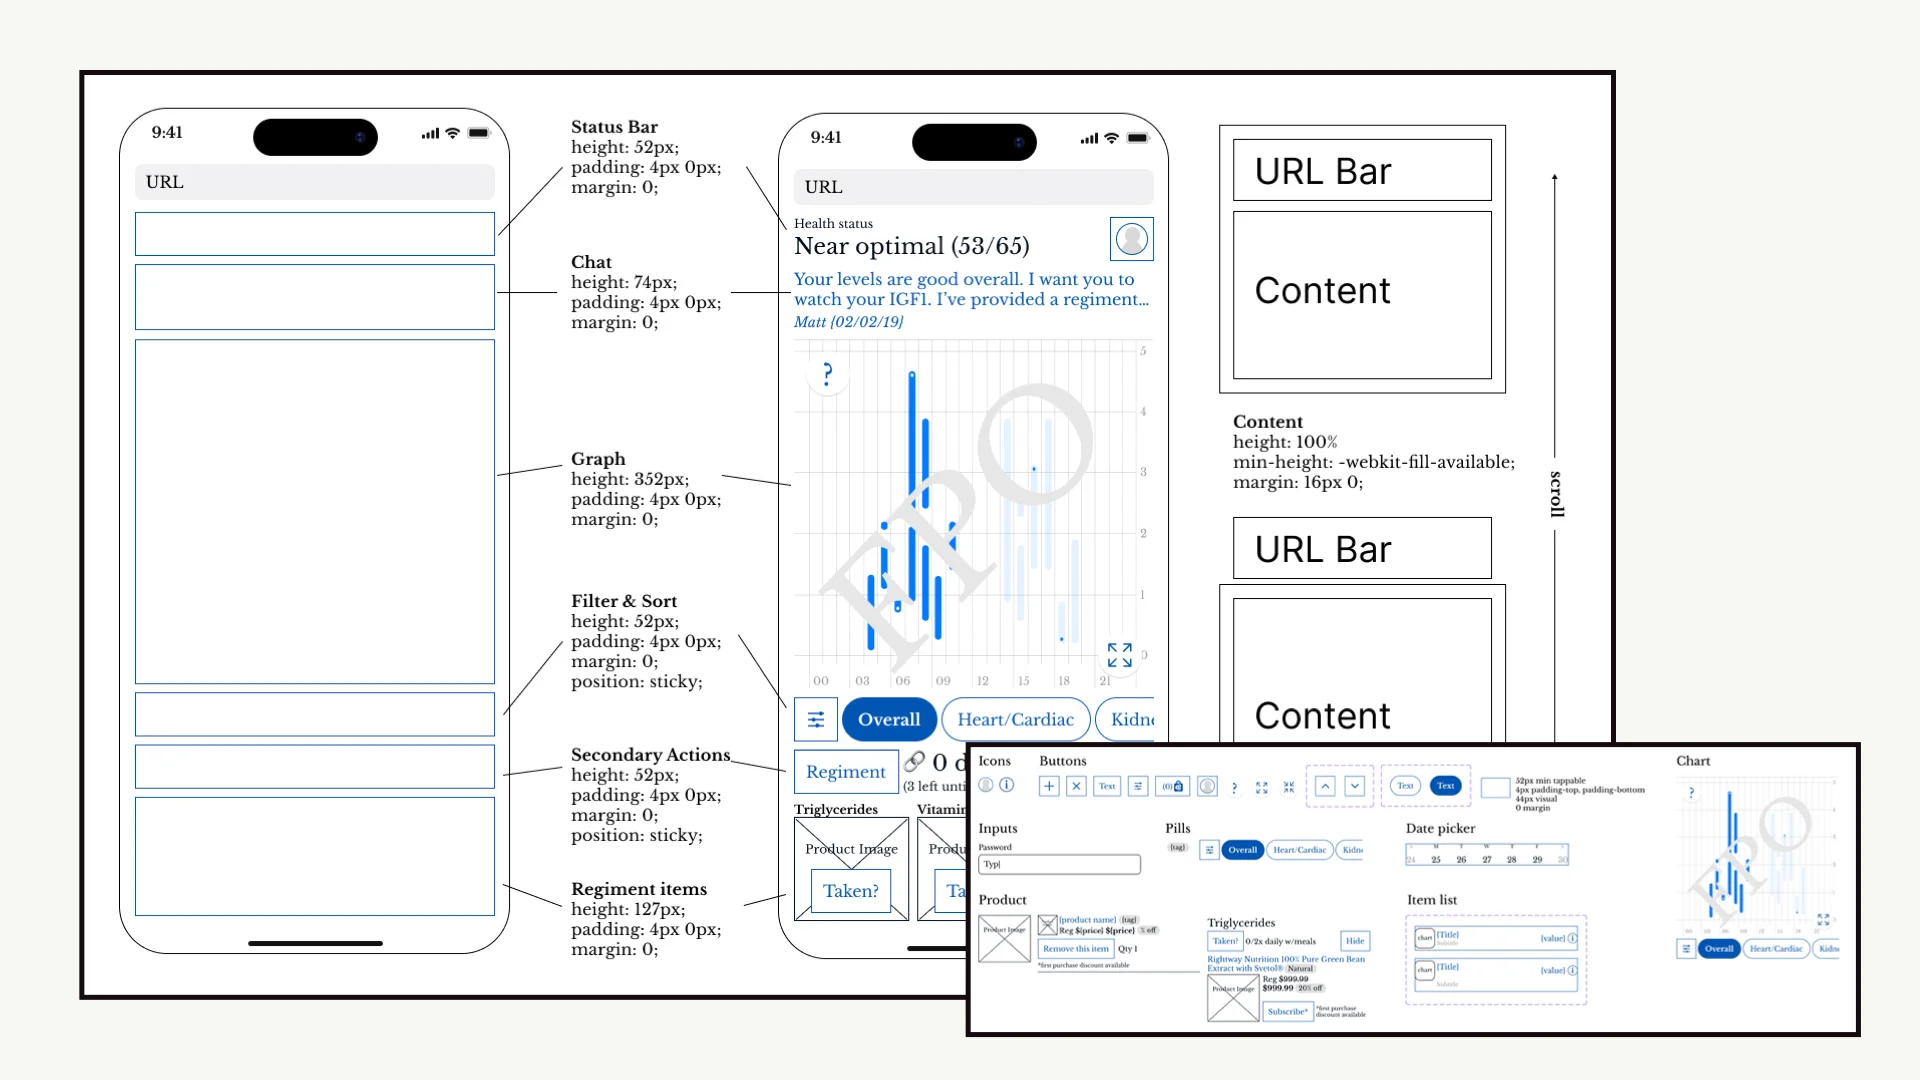 9:41
URL
Status Bar
height: 52px;
padding: 4px 0px;
margin: 0;
Chat
height: 74px;
padding: 4px 0px;
margin: 0;
Graph
height: 352px;
padding: 4px 0px;
margin: 0;
Filter & Sort
height: 52px;
padding: 4px 0px;
margin: 0;
position: sticky;
Secondary Actions
height: 52px;
padding: 4px 0px;
margin: 0;
position: sticky;
Regiment items
height: 127px;
padding: 4px 0px;
margin: 0;
9:41
URL
Health status
Near optimal (53/65)
Your levels are good overall. I want you to
watch your IGF1. I've provided a regiment...
Matt {02/02/19}
?
FPO
5
4
3
2
1
0
00 03 06 09 12 15 18 21
Overall Heart/Cardiac Kidne
Regiment 0 d
(3 left unti
Triglycerides Vitamin
Product Image Produ
Taken? Ta
URL Bar
Content
Content
height: 100%
min-height: -webkit-fill-available;
margin: 16px 0;
scroll
URL Bar
Content
Icons
Buttons
Text
(0)
?
Text Text
52px min tappable
4px padding-top, padding-bottom
44px visual
0 margin
Inputs
Password
Typ|
Pills
{tag}
Overall Heart/Cardiac Kidne
Date picker
S M T W T F S
24 25 26 27 28 29 30
Product
Product Image
{product name} {tag}
Reg ${price} ${price} % off
Remove this item Qty 1
*first purchase discount available
Triglycerides
Taken? 0/2x daily w/meals Hide
Rightway Nutrition 100% Pure Green Bean
Extract with Svetol® Natural
Product Image
Reg $999.99
$999.99 20% off
Subscribe* *first purchase
discount available
Item list
chart {Title} {value}
Subtitle
chart {Title} {value}
Subtitle
Chart
?
FPO
Overall Heart/Cardiac Kidne